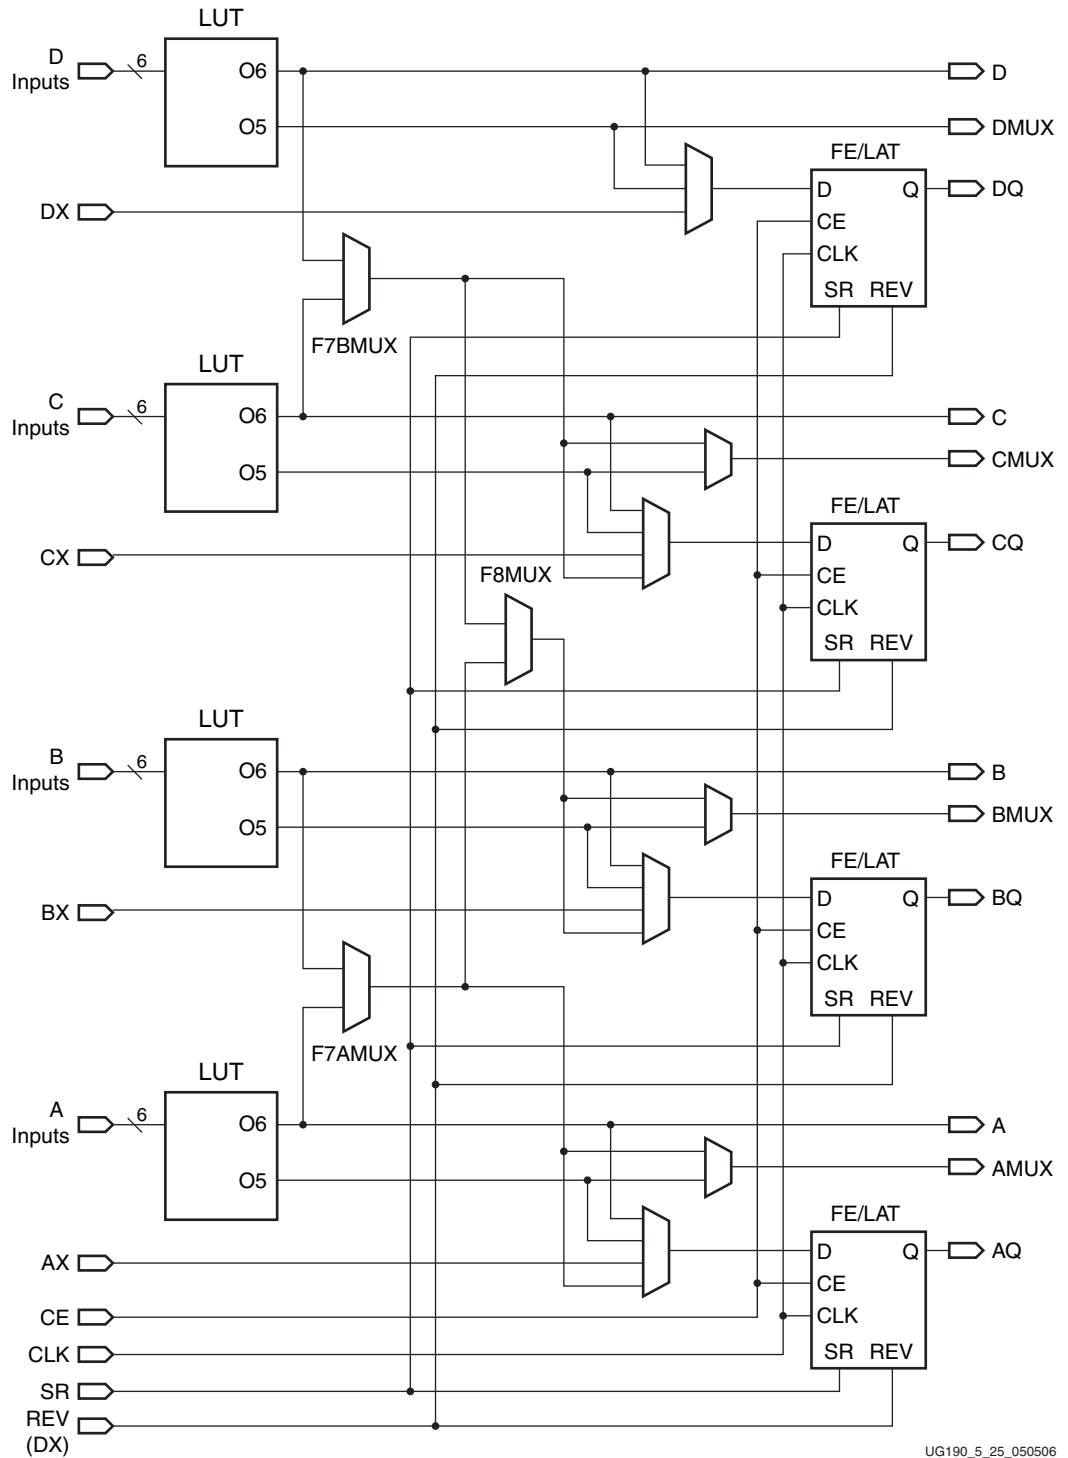 LUT
D
Inputs
6
O6
D
O5
DMUX
FE/LAT
DX
D
Q
DQ
CE
CLK
SR
REV
F7BMUX
LUT
C
Inputs
6
O6
C
O5
CMUX
FE/LAT
CX
D
Q
CQ
F8MUX
CE
CLK
SR
REV
LUT
B
Inputs
6
O6
B
O5
BMUX
FE/LAT
BX
D
Q
BQ
CE
CLK
SR
REV
F7AMUX
LUT
A
Inputs
6
O6
A
O5
AMUX
FE/LAT
AX
D
Q
AQ
CE
CE
CLK
CLK
SR
REV
SR
REV
(DX)
UG190_5_25_050506